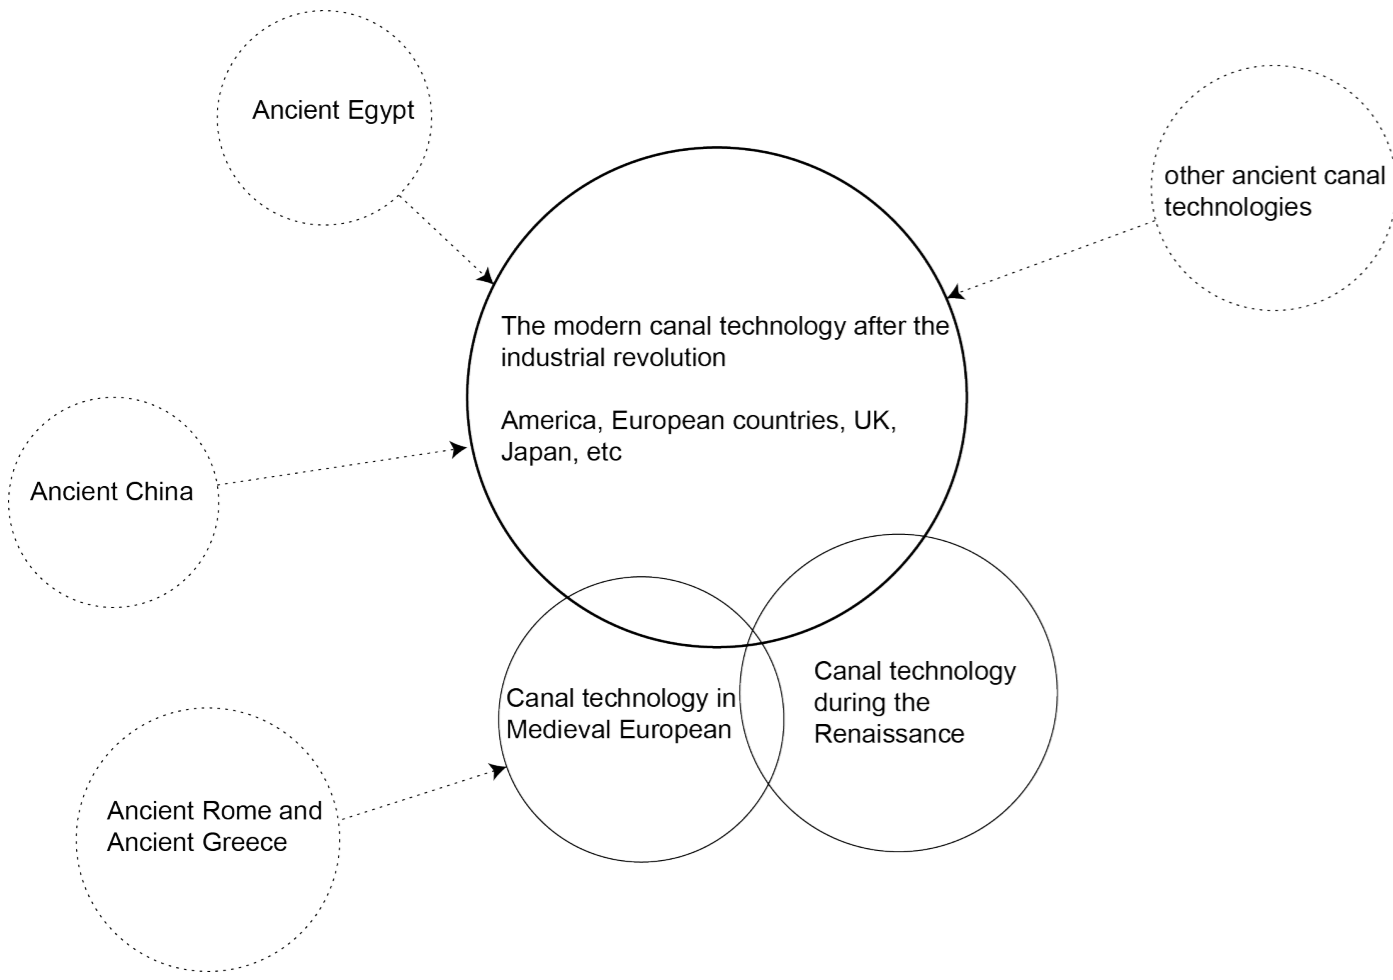 Ancient Egypt
other ancient canal
technologies
The modern canal technology after the
industrial revolution
America, European countries, UK,
Japan, etc
Ancient China
Canal technology in
Medieval European
Canal technology
during the
Renaissance
Ancient Rome and
Ancient Greece